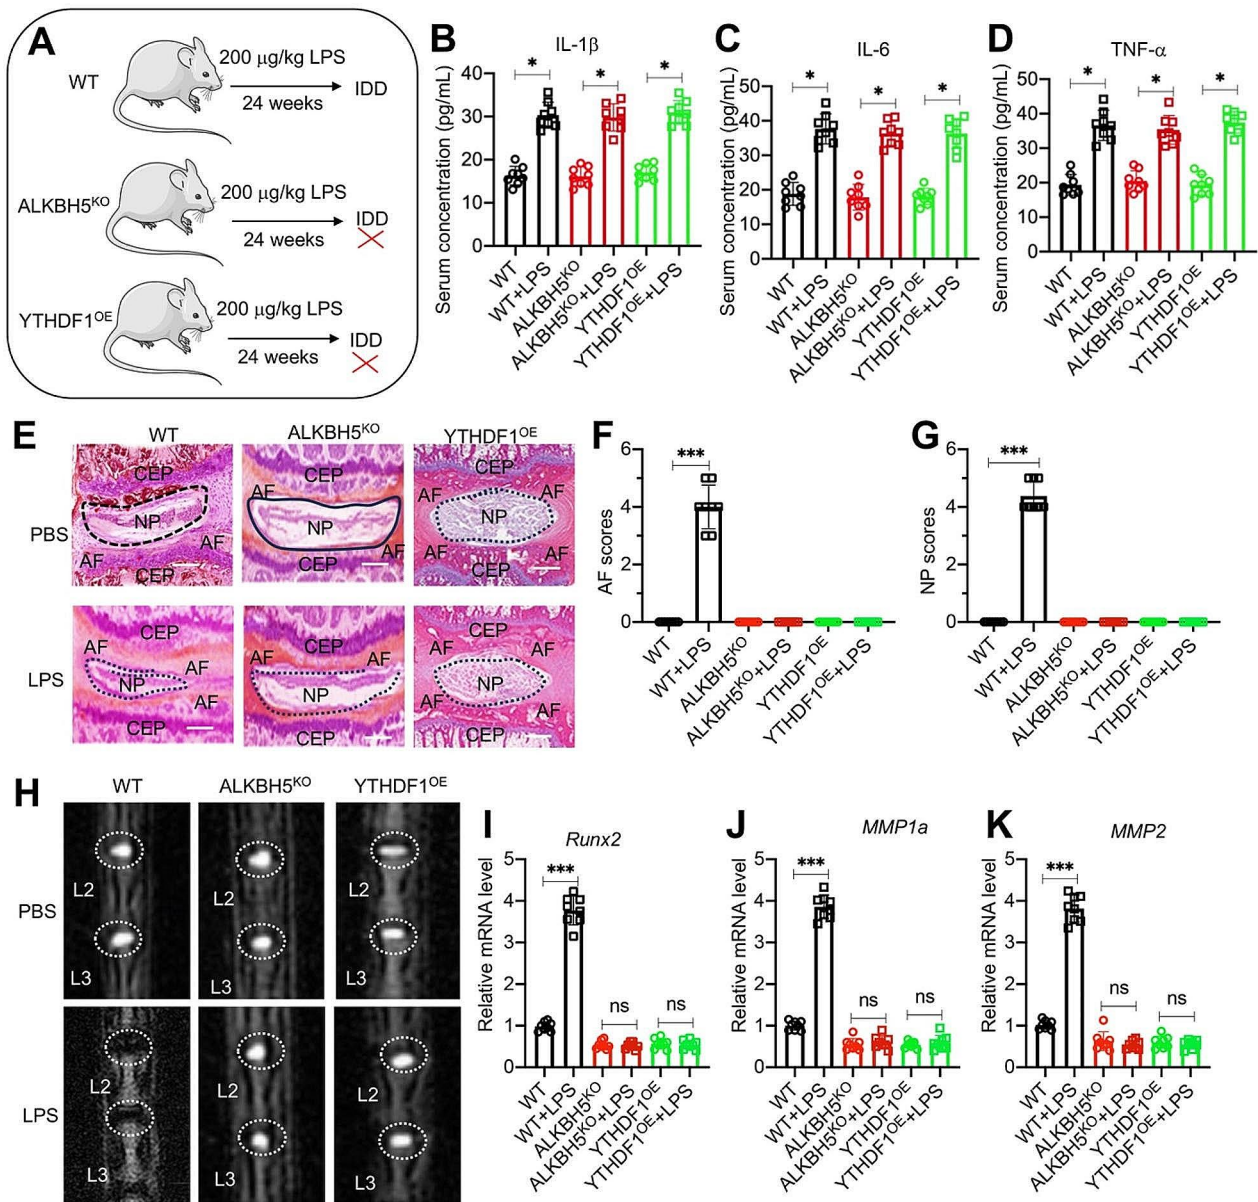 A
WT
200 μg/kg LPS
24 weeks
IDD
ALKBH5KO
200 μg/kg LPS
24 weeks
IDD
YTHDF1OE
200 μg/kg LPS
24 weeks
IDD
B
IL-1β
Serum concentration (pg/mL)
40
30
20
10
0
*
*
*
WT
WT+LPS
ALKBH5KO
ALKBH5KO+LPS
YTHDF1OE
YTHDF1OE+LPS
C
IL-6
Serum concentration (pg/mL)
60
50
40
30
20
10
0
*
*
*
WT
WT+LPS
ALKBH5KO
ALKBH5KO+LPS
YTHDF1OE
YTHDF1OE+LPS
D
TNF-α
Serum concentration (pg/mL)
50
40
30
20
10
0
*
*
*
WT
WT+LPS
ALKBH5KO
ALKBH5KO+LPS
YTHDF1OE
YTHDF1OE+LPS
E
WT
ALKBH5KO
YTHDF1OE
PBS
CEP
NP
AF
AF
CEP
CEP
AF
NP
AF
CEP
CEP
AF
AF
NP
AF
AF
CEP
LPS
CEP
AF
AF
NP
AF
CEP
CEP
AF
AF
NP
CEP
CEP
AF
AF
NP
AF
AF
CEP
F
AF scores
6
4
2
0
***
WT
WT+LPS
ALKBH5KO
ALKBH5KO+LPS
YTHDF1OE
YTHDF1OE+LPS
G
NP scores
6
4
2
0
***
WT
WT+LPS
ALKBH5KO
ALKBH5KO+LPS
YTHDF1OE
YTHDF1OE+LPS
H
WT
ALKBH5KO
YTHDF1OE
PBS
L2
L3
L2
L3
L2
L3
LPS
L2
L3
L2
L3
L2
L3
I
Runx2
Relative mRNA level
5
4
3
2
1
0
***
ns
ns
WT
WT+LPS
ALKBH5KO
ALKBH5KO+LPS
YTHDF1OE
YTHDF1OE+LPS
J
MMP1a
Relative mRNA level
5
4
3
2
1
0
***
ns
ns
WT
WT+LPS
ALKBH5KO
ALKBH5KO+LPS
YTHDF1OE
YTHDF1OE+LPS
K
MMP2
Relative mRNA level
5
4
3
2
1
0
***
ns
ns
WT
WT+LPS
ALKBH5KO
ALKBH5KO+LPS
YTHDF1OE
YTHDF1OE+LPS